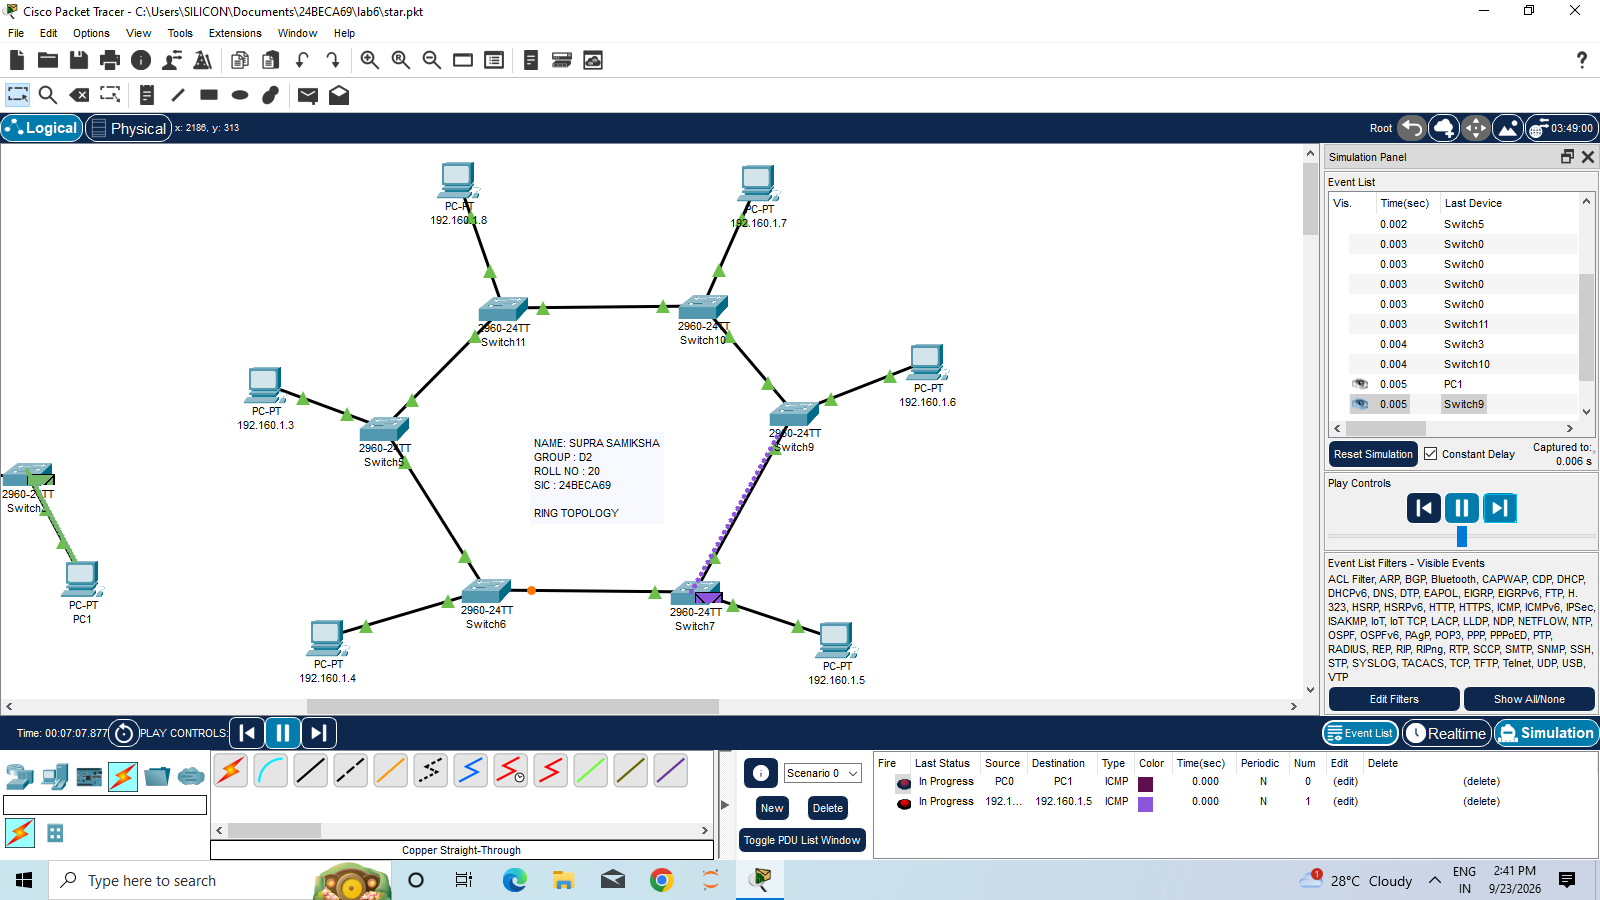 Cisco Packet Tracer - C:\Users\SILICON\Documents\24BECA69\lab6\star.pkt
File Edit Options View Tools Extensions Window Help
Logical Physical x: 2186, y: 313 Root 03:49:00
PC-PT
192.160.1.8
PC-PT
192.160.1.7
2960-24TT
Switch11
2960-24TT
Switch10
PC-PT
192.160.1.6
PC-PT
192.160.1.3
2960-24TT
Switch5
2960-24TT
Switch9
NAME: SUPRA SAMIKSHA
GROUP : D2
ROLL NO : 20
SIC : 24BECA69
RING TOPOLOGY
PC-PT
PC1
2960-24TT
Switch6
2960-24TT
Switch7
PC-PT
192.160.1.4
PC-PT
192.160.1.5
Simulation Panel
Event List
Vis. Time(sec) Last Device
0.002 Switch5
0.003 Switch0
0.003 Switch0
0.003 Switch0
0.003 Switch0
0.003 Switch11
0.004 Switch3
0.004 Switch10
0.005 PC1
0.005 Switch9
Reset Simulation Constant Delay Captured to:
0.006 s
Play Controls
Event List Filters - Visible Events
ACL Filter, ARP, BGP, Bluetooth, CAPWAP, CDP, DHCP,
DHCPv6, DNS, DTP, EAPOL, EIGRP, EIGRPv6, FTP, H.
323, HSRP, HSRPv6, HTTP, HTTPS, ICMP, ICMPv6, IPSec,
ISAKMP, IoT, IoT TCP, LACP, LLDP, NDP, NETFLOW, NTP,
OSPF, OSPFv6, PAgP, POP3, PPP, PPPoED, PTP,
RADIUS, REP, RIP, RIPng, RTP, SCCP, SMTP, SNMP, SSH,
STP, SYSLOG, TACACS, TCP, TFTP, Telnet, UDP, USB,
VTP
Edit Filters Show All/None
Time: 00:07:07.877 PLAY CONTROLS: Event List Realtime Simulation
Copper Straight-Through
Scenario 0
New Delete
Toggle PDU List Window
Fire Last Status Source Destination Type Color Time(sec) Periodic Num Edit Delete
In Progress PC0 PC1 ICMP 0.000 N 0 (edit) (delete)
In Progress 192.1... 192.160.1.5 ICMP 0.000 N 1 (edit) (delete)
Type here to search
1 28°C Cloudy ENG IN 2:41 PM 9/23/2026